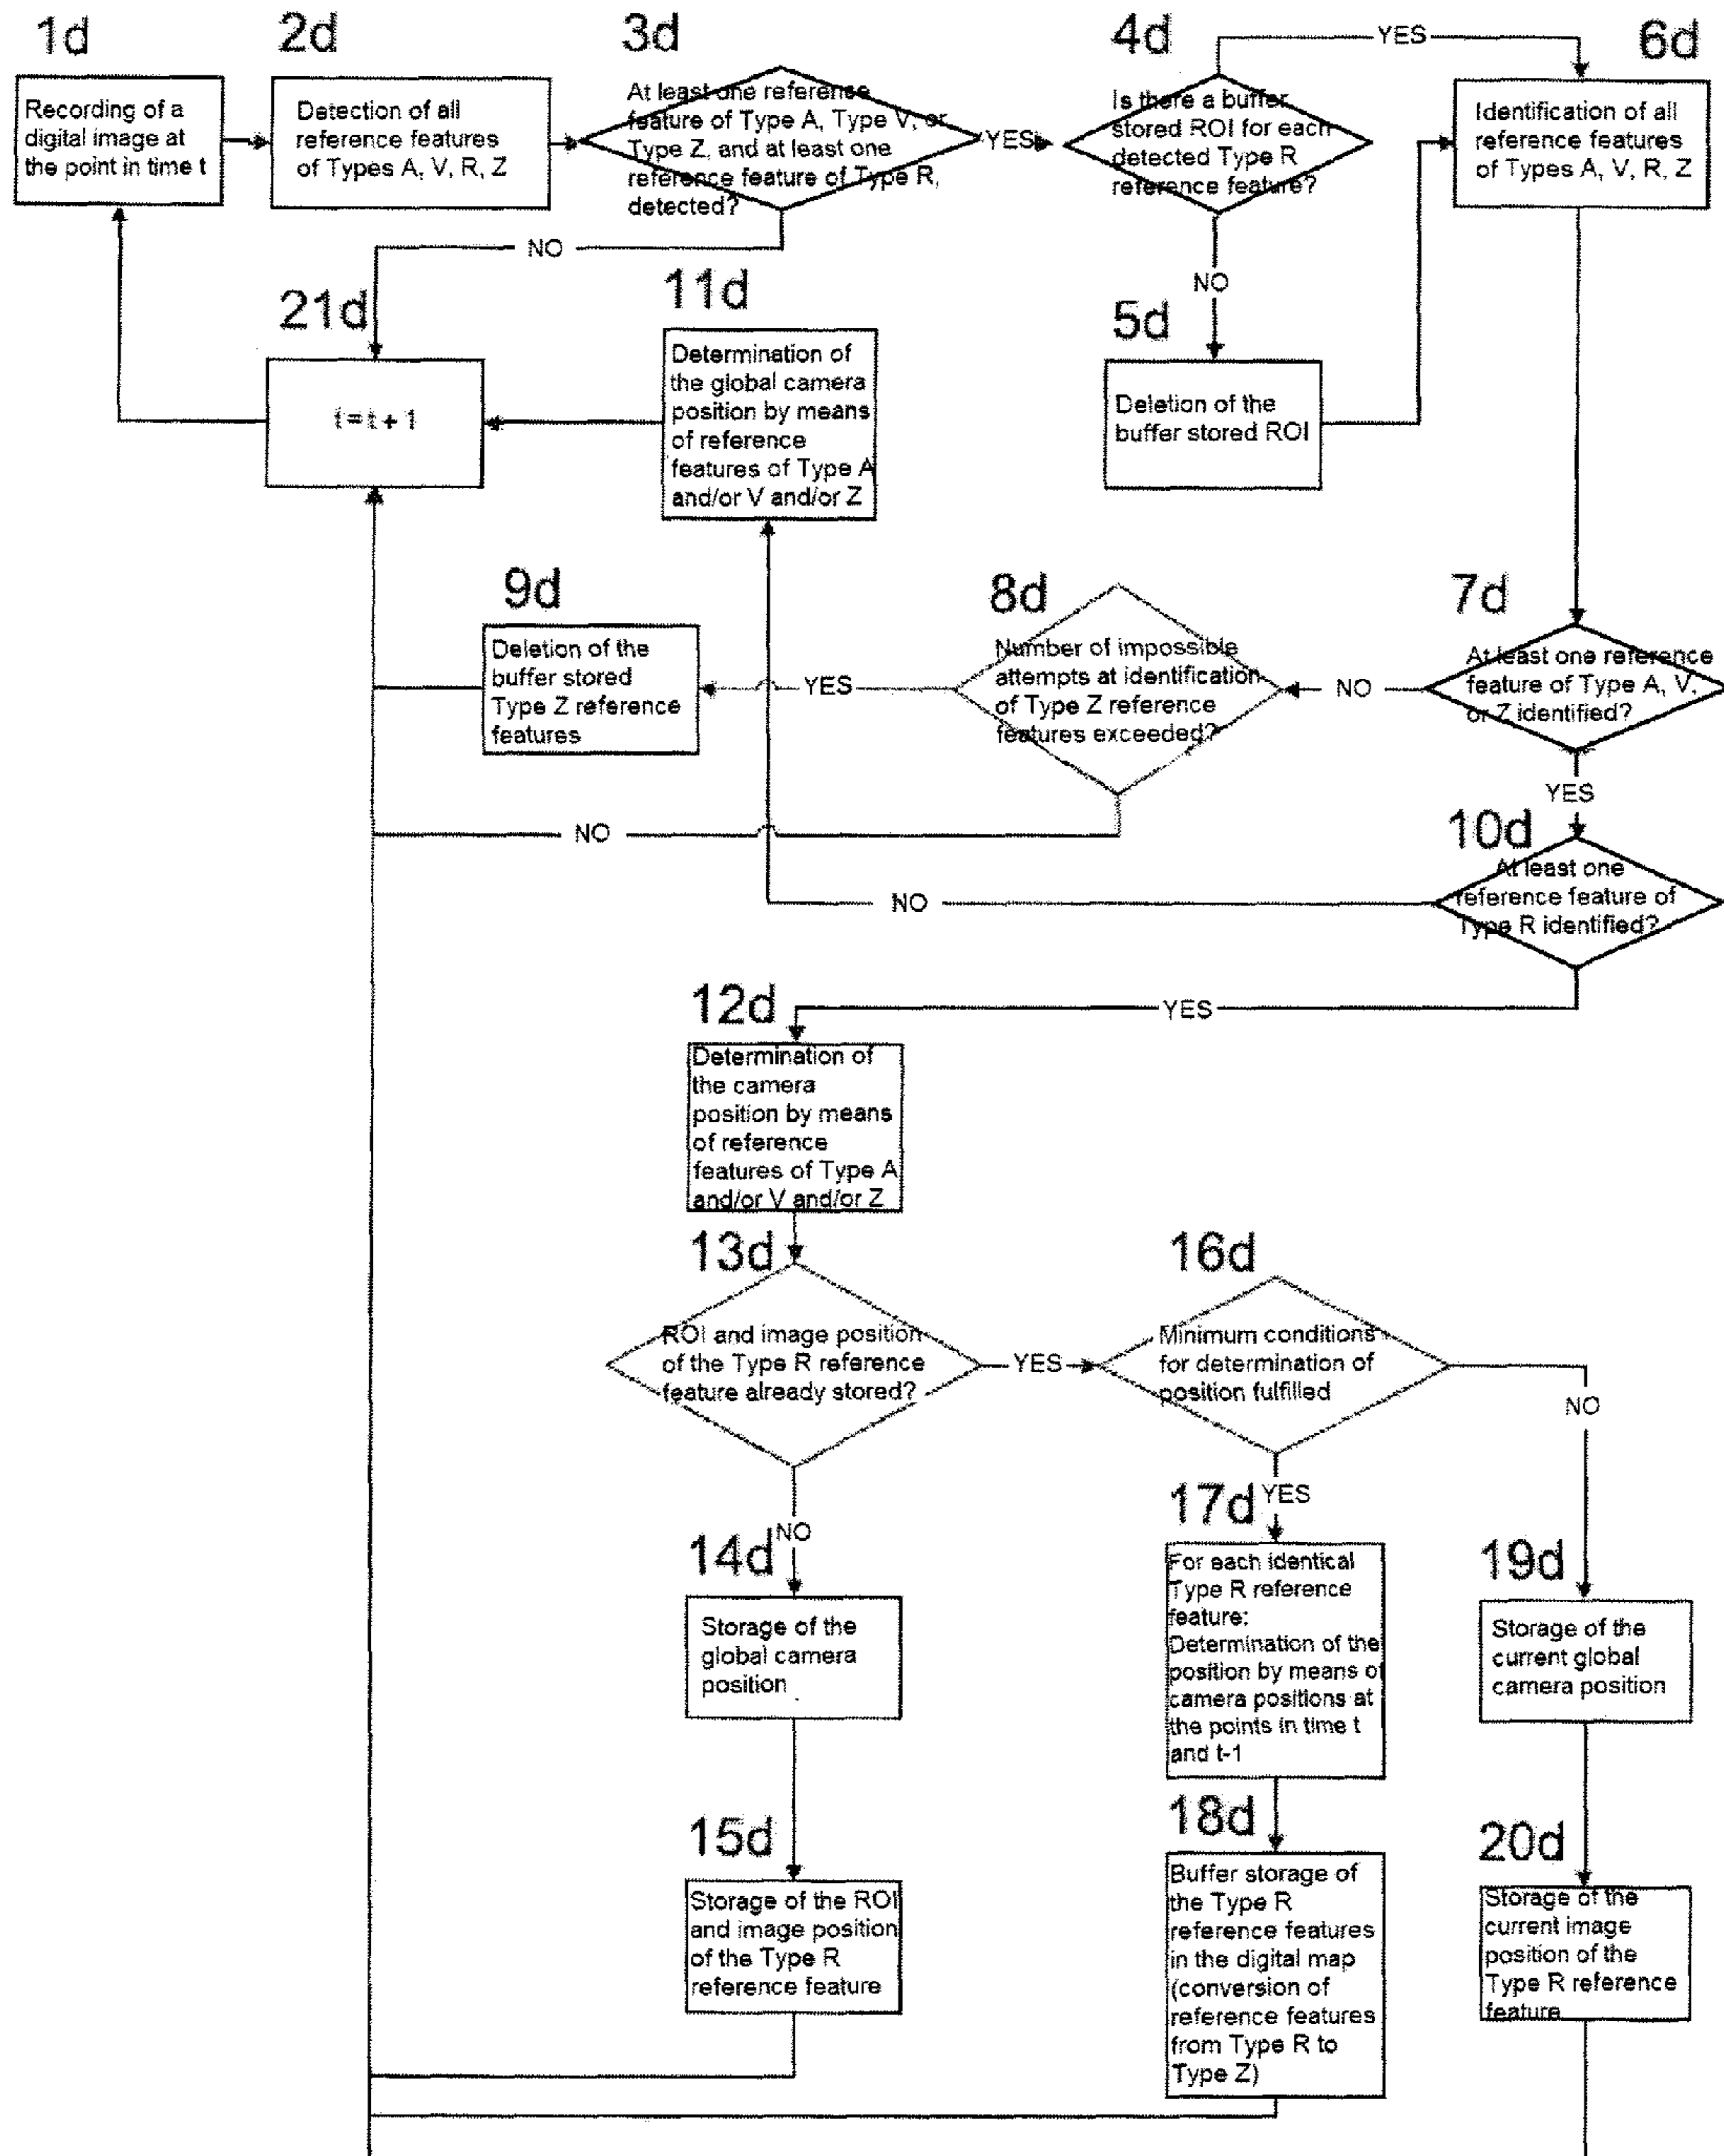 1d
Recording of a
digital image at
the point in time t
2d
Detection of all
reference features
of Types A, V, R, Z
3d
At least one reference
feature of Type A, Type V, or
Type Z, and at least one
reference feature of Type R,
detected?
YES
NO
4d
Is there a buffer
stored ROI for each
detected Type R
reference feature?
YES
NO
5d
Deletion of the
buffer stored ROI
6d
Identification of all
reference features
of Types A, V, R, Z
21d
t = t + 1
11d
Determination of
the global camera
position by means
of reference
features of Type A
and/or V and/or Z
9d
Deletion of the
buffer stored
Type Z reference
features
YES
8d
Number of impossible
attempts at identification
of Type Z reference
features exceeded?
NO
NO
7d
At least one reference
feature of Type A, V,
or Z identified?
YES
10d
At least one
reference feature of
Type R identified?
NO
YES
12d
Determination of
the camera
position by means
of reference
features of Type A
and/or V and/or Z
13d
ROI and image position
of the Type R reference
feature already stored?
YES
NO
16d
Minimum conditions
for determination of
position fulfilled
NO
YES
14d
Storage of the
global camera
position
15d
Storage of the ROI
and image position
of the Type R
reference feature
17d
For each identical
Type R reference
feature:
Determination of the
position by means of
camera positions at
the points in time t
and t-1
18d
Buffer storage of
the Type R
reference features
in the digital map
(conversion of
reference features
from Type R to
Type Z)
19d
Storage of the
current global
camera position
20d
Storage of the
current image
position of the
Type R reference
feature